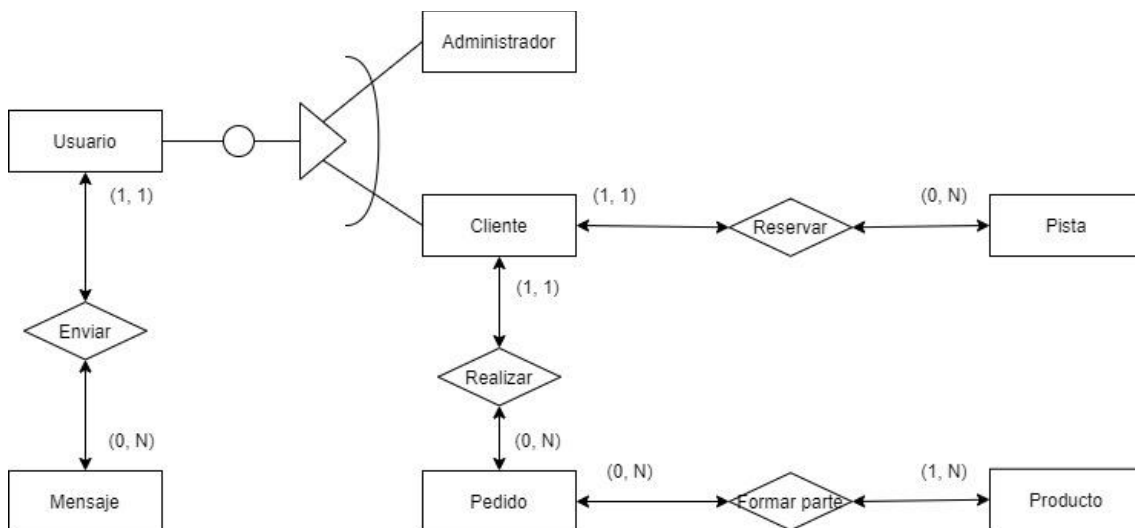 Administrador
Usuario
(1, 1)
Cliente
(1, 1)
Reservar
(0, N)
Pista
(1, 1)
Enviar
Realizar
(0, N)
(0, N)
Mensaje
Pedido
(0, N)
Formar parte
(1, N)
Producto